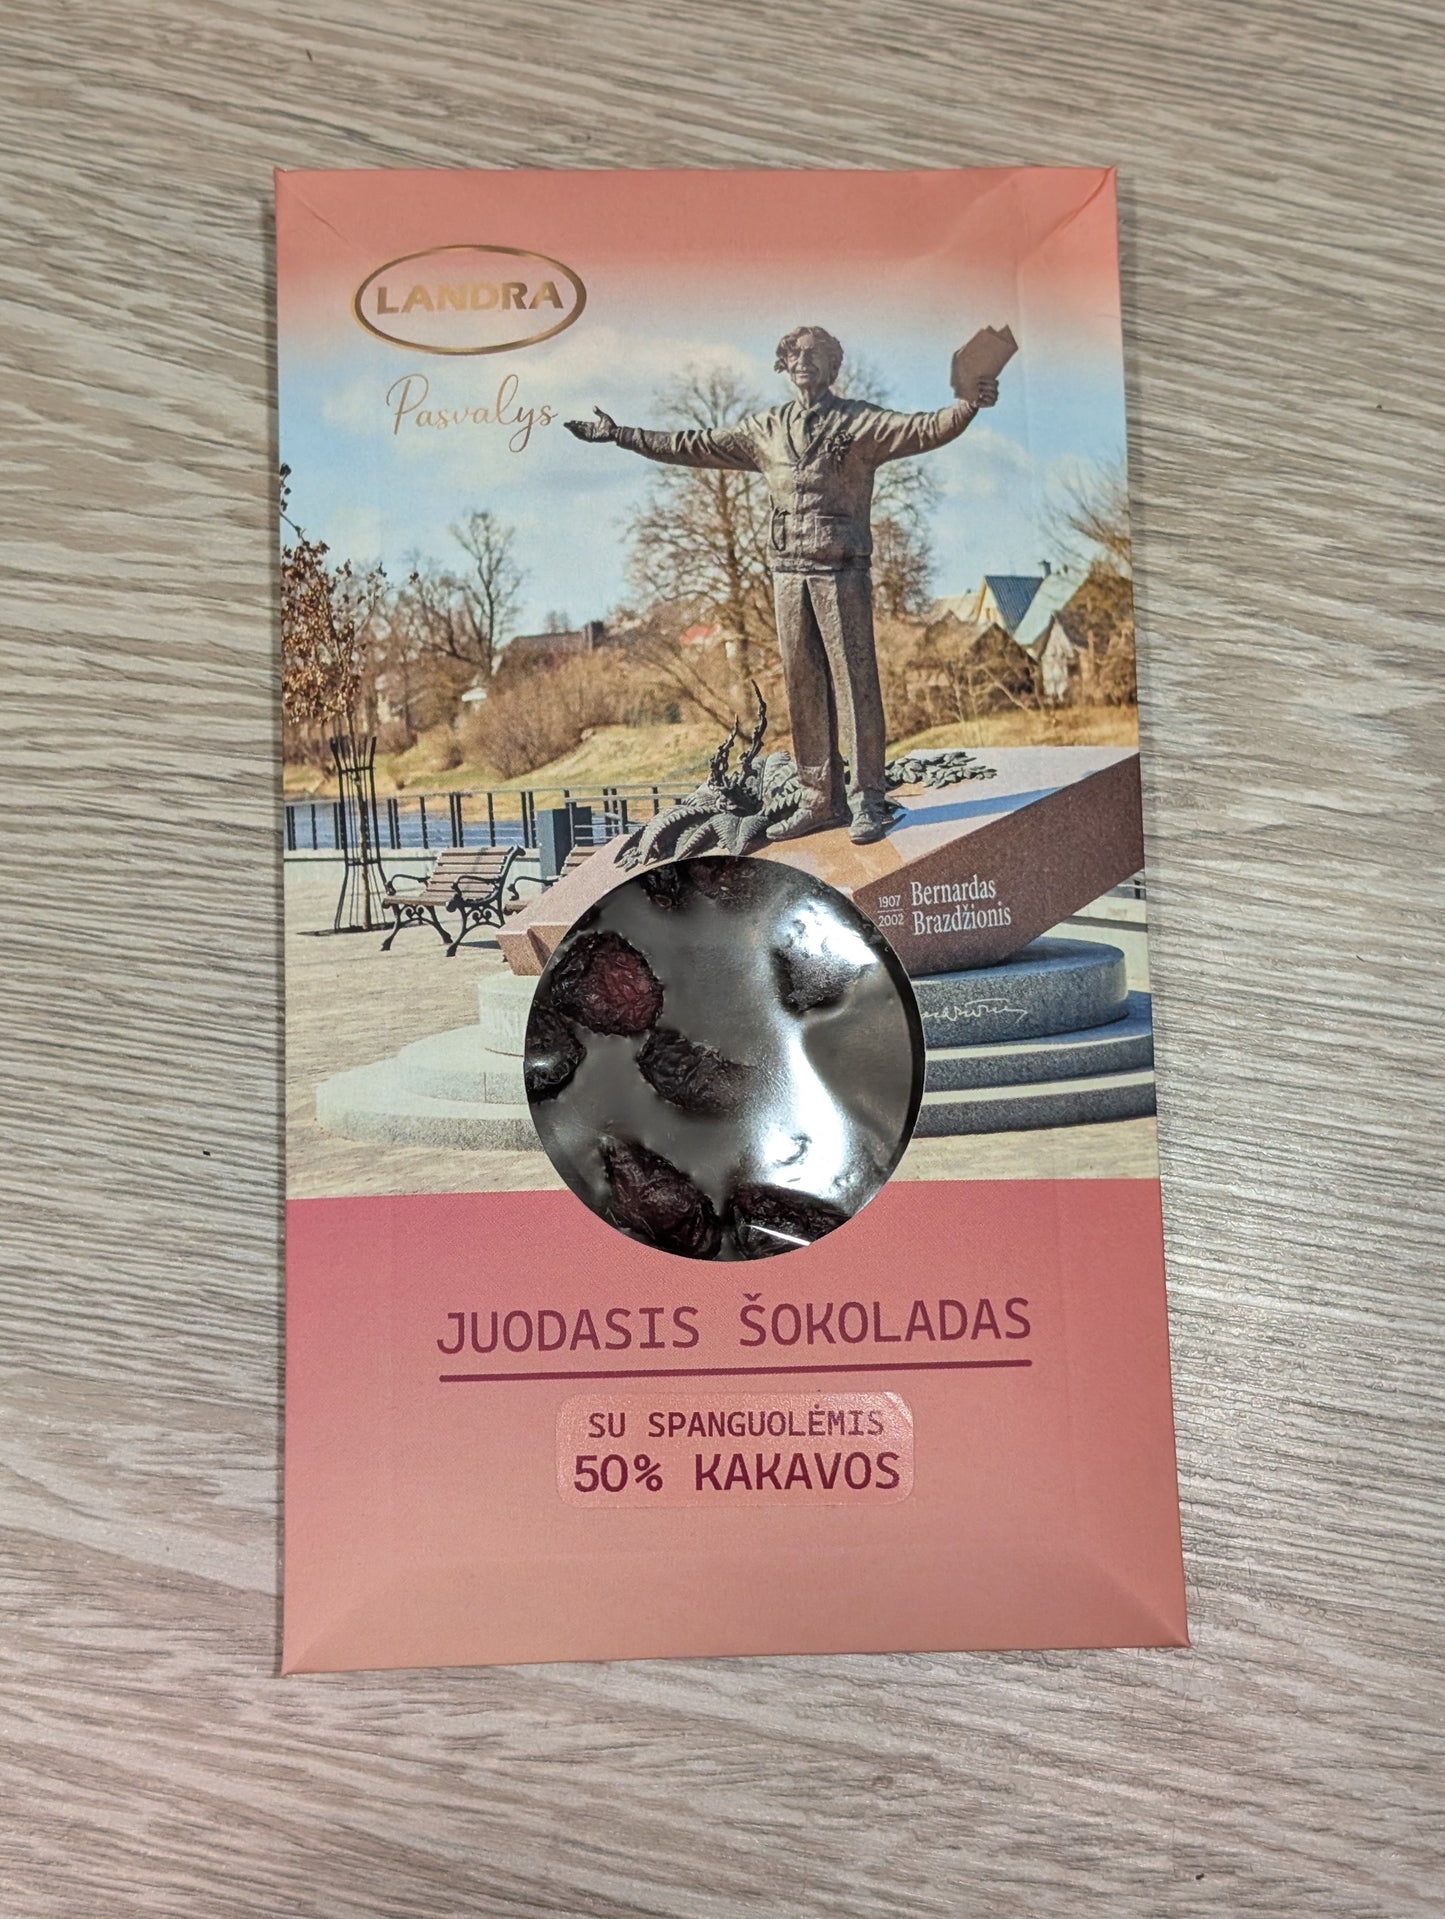 LANDRA
Pasvalys
1907
2002
Bernardas
Brazdžionis
JUODASIS ŠOKOLADAS
SU SPANGUOLĖMIS
50% KAKAVOS